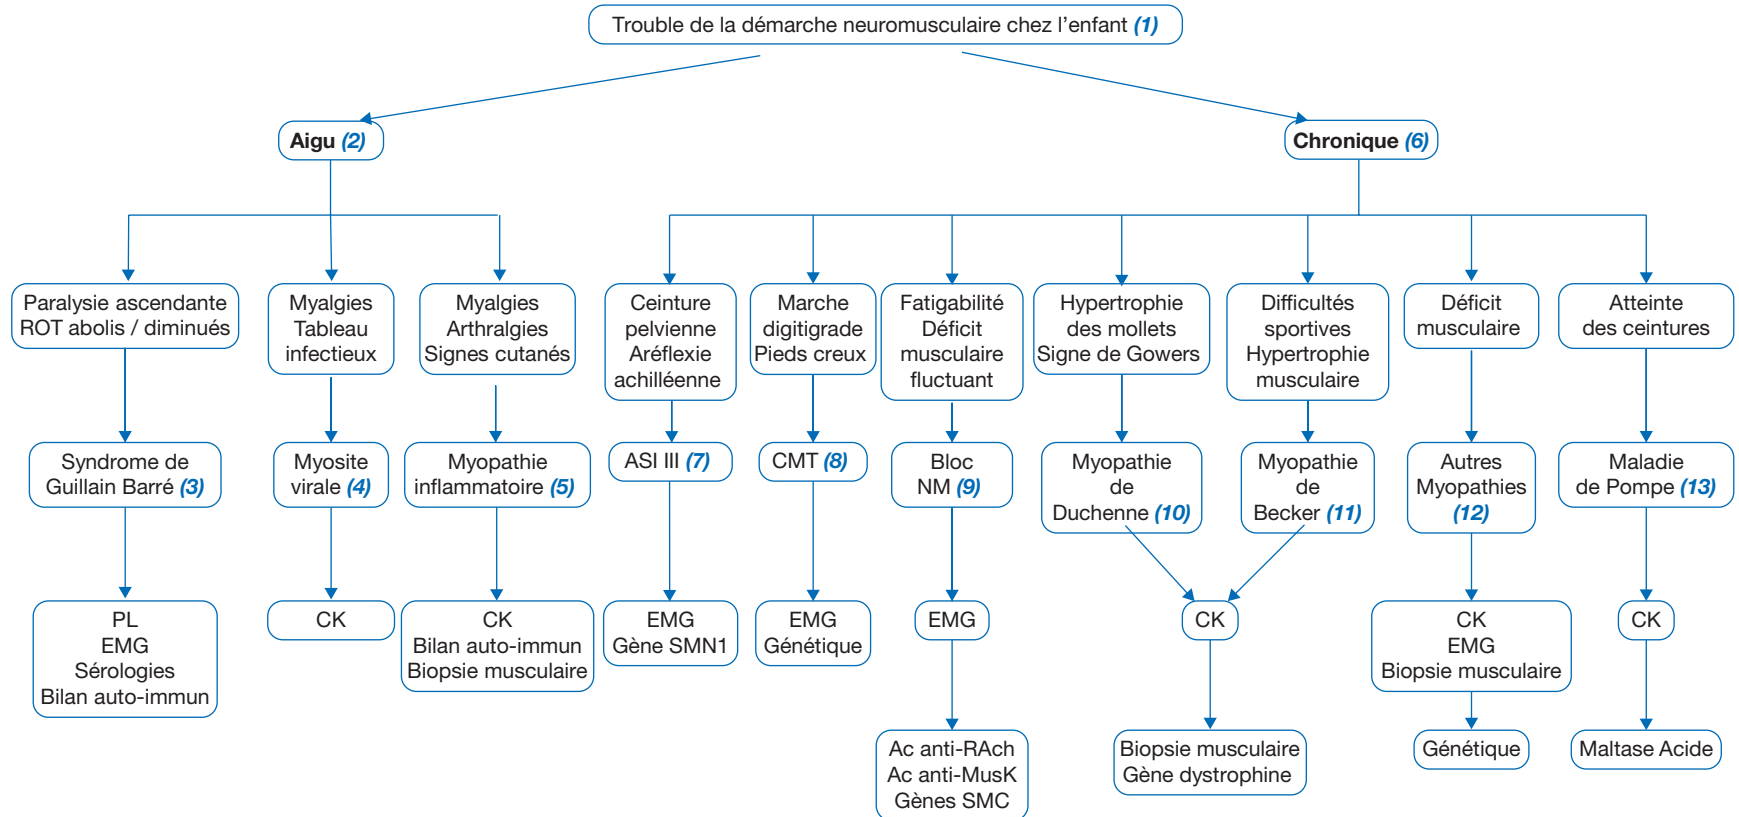 Trouble de la démarche neuromusculaire chez l'enfant (1)
Aigu (2)
Chronique (6)
Paralysie ascendante
ROT abolis / diminués
Myalgies
Tableau
infectieux
Myalgies
Arthralgies
Signes cutanés
Ceinture
pelvienne
Aréflexie
achilléenne
Marche
digitigrade
Pieds creux
Fatigabilité
Déficit
musculaire
fluctuant
Hypertrophie
des mollets
Signe de Gowers
Difficultés
sportives
Hypertrophie
musculaire
Déficit
musculaire
Atteinte
des ceintures
Syndrome de
Guillain Barré (3)
Myosite
virale (4)
Myopathie
inflammatoire (5)
ASI III (7)
CMT (8)
Bloc
NM (9)
Myopathie
de
Duchenne (10)
Myopathie
de
Becker (11)
Autres
Myopathies
(12)
Maladie
de Pompe (13)
PL
EMG
Sérologies
Bilan auto-immun
CK
CK
Bilan auto-immun
Biopsie musculaire
EMG
Gène SMN1
EMG
Génétique
EMG
CK
CK
EMG
Biopsie musculaire
CK
Ac anti-RAch
Ac anti-MusK
Gènes SMC
Biopsie musculaire
Gène dystrophine
Génétique
Maltase Acide